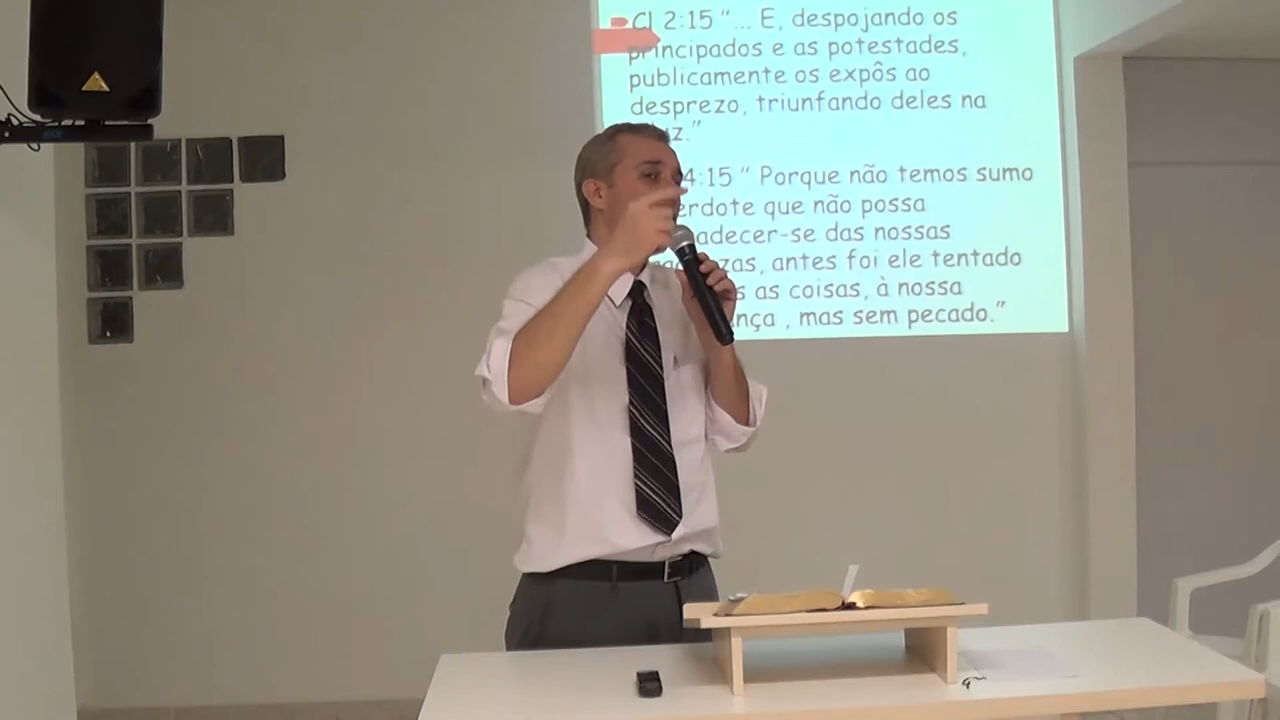 Cl 2:15 “... E, despojando os
principados e as potestades,
publicamente os expôs ao
desprezo, triunfando deles na
uz.”
4:15 “ Porque não temos sumo
erdote que não possa
adecer-se das nossas
zas, antes foi ele tentado
s as coisas, à nossa
nça , mas sem pecado.”